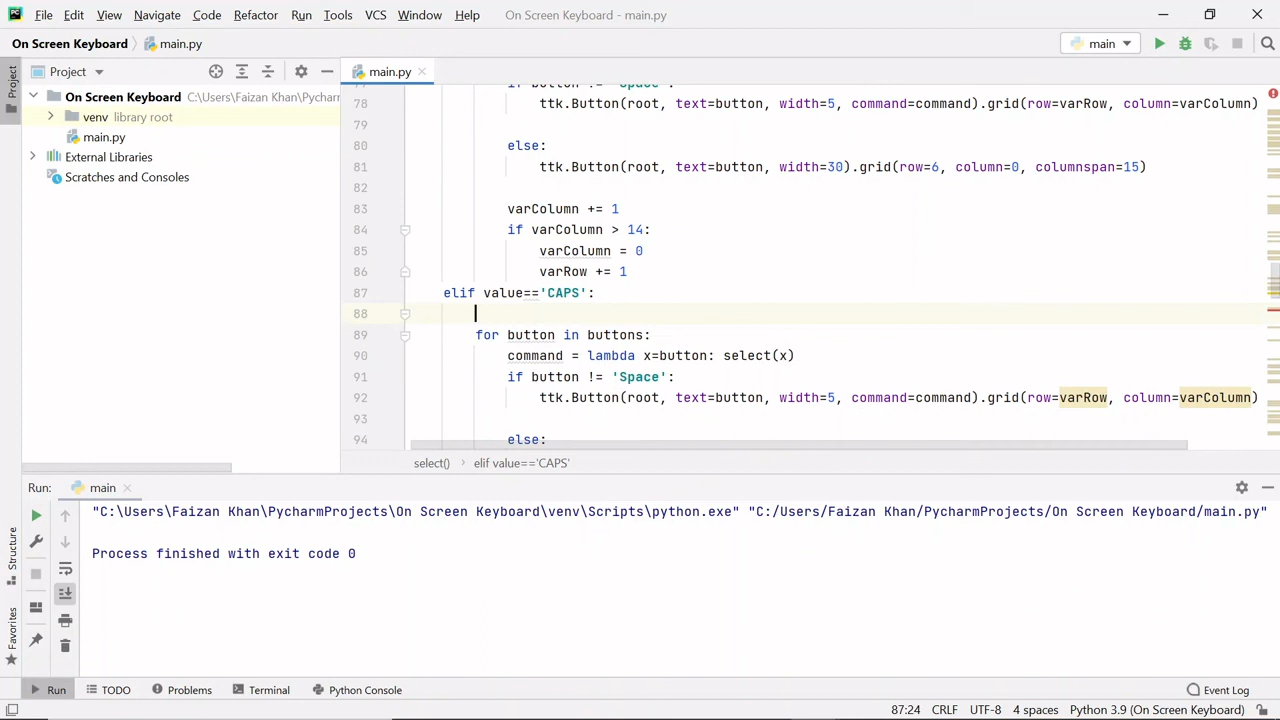 File Edit View Navigate Code Refactor Run Tools VCS Window Help On Screen Keyboard - main.py
On Screen Keyboard main.py main
Project main.py
On Screen Keyboard C:\Users\Faizan Khan\Pycharm
venv library root
main.py
External Libraries
Scratches and Consoles
Project
77 if button != 'Space':
78 ttk.Button(root, text=button, width=5, command=command).grid(row=varRow, column=varColumn)
79
80 else:
81 ttk.Button(root, text=button, width=30).grid(row=6, column=0, columnspan=15)
82
83 varColumn += 1
84 if varColumn > 14:
85 varColumn = 0
86 varRow += 1
87 elif value=='CAPS':
88
89 for button in buttons:
90 command = lambda x=button: select(x)
91 if button != 'Space':
92 ttk.Button(root, text=button, width=5, command=command).grid(row=varRow, column=varColumn)
93
94 else:
select() elif value=='CAPS'
Run: main
"C:\Users\Faizan Khan\PycharmProjects\On Screen Keyboard\venv\Scripts\python.exe" "C:/Users/Faizan Khan/PycharmProjects/On Screen Keyboard/main.py"
Process finished with exit code 0
Structure
Favorites
Run TODO Problems Terminal Python Console Event Log
87:24 CRLF UTF-8 4 spaces Python 3.9 (On Screen Keyboard)